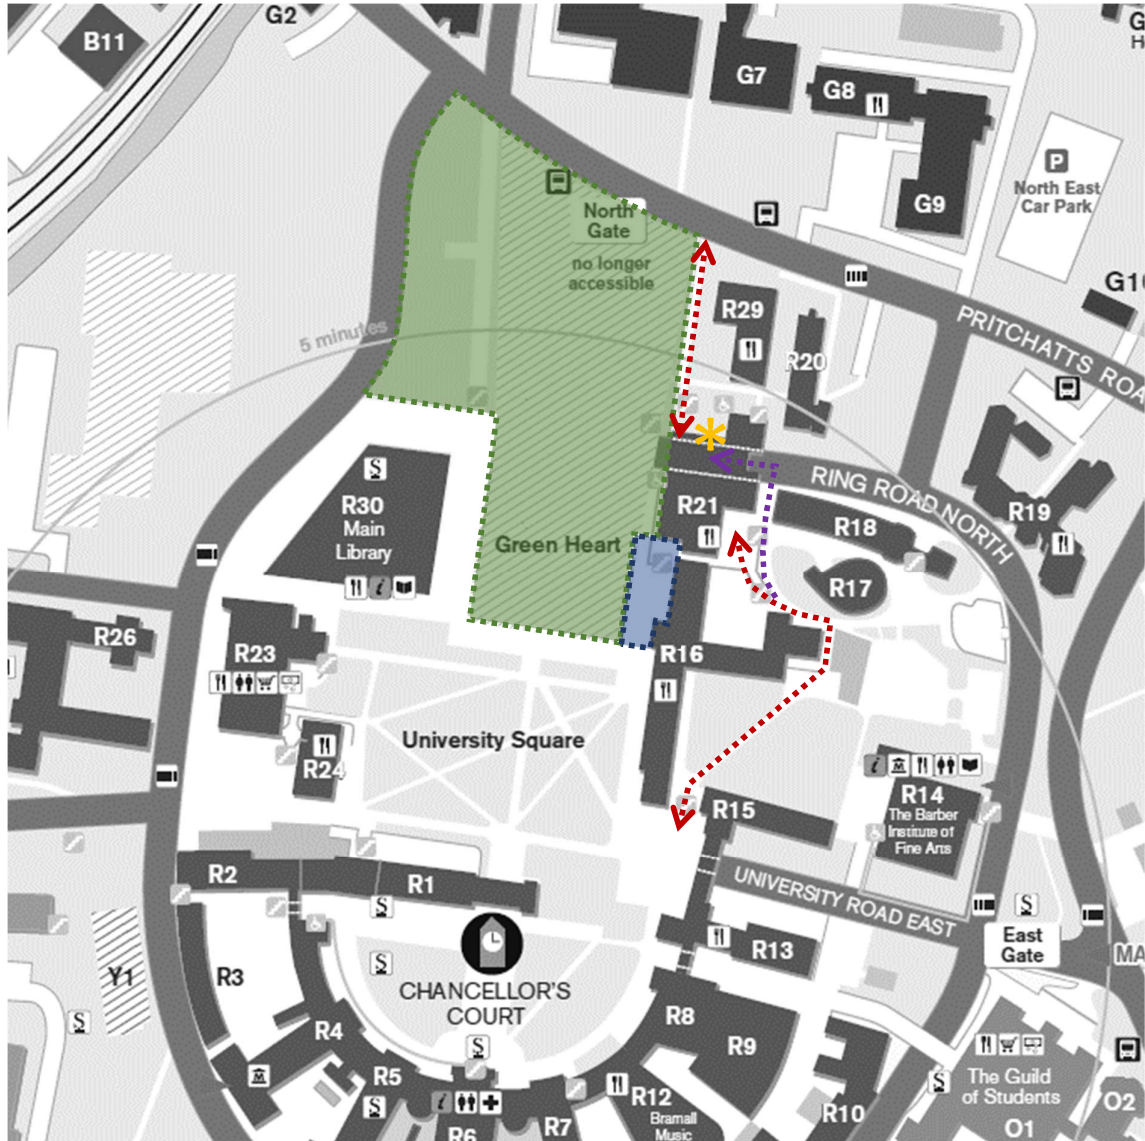 G2
B11
G7
G8
G9
P
North East
Car Park
G
H
North
Gate
no longer
accessible
R29
R20
G10
5 minutes
PRITCHATTS ROA
RING ROAD NORTH
R30
Main
Library
R21
R18
R19
Green Heart
R17
R26
R23
R16
University Square
R24
R14
The Barber
Institute of
Fine Arts
R15
R2
R1
UNIVERSITY ROAD EAST
East
Gate
MA
R13
Y1
R3
CHANCELLOR'S
COURT
R4
R8
R9
R5
R12
Bramall
Music
R10
The Guild
of Students
O1
O2
R6
R7